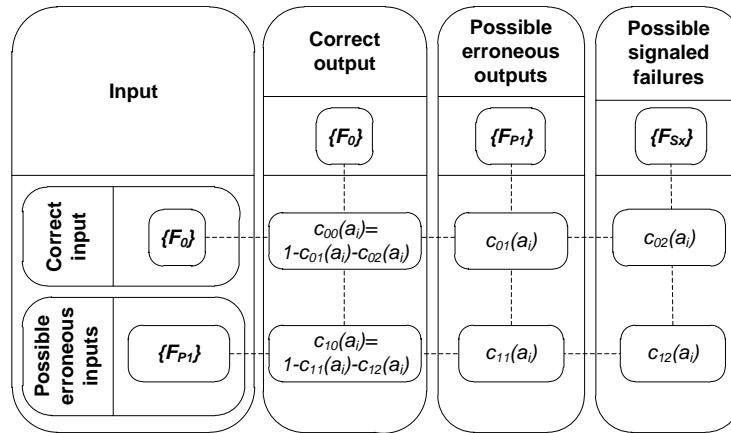 Input
Correct
output
Possible
erroneous
outputs
Possible
signaled
failures
{F0}
{FP1}
{FSx}
Correct
input
{F0}
c00(ai)=
1-c01(ai)-c02(ai)
c01(ai)
c02(ai)
Possible
erroneous
inputs
{FP1}
c10(ai)=
1-c11(ai)-c12(ai)
c11(ai)
c12(ai)